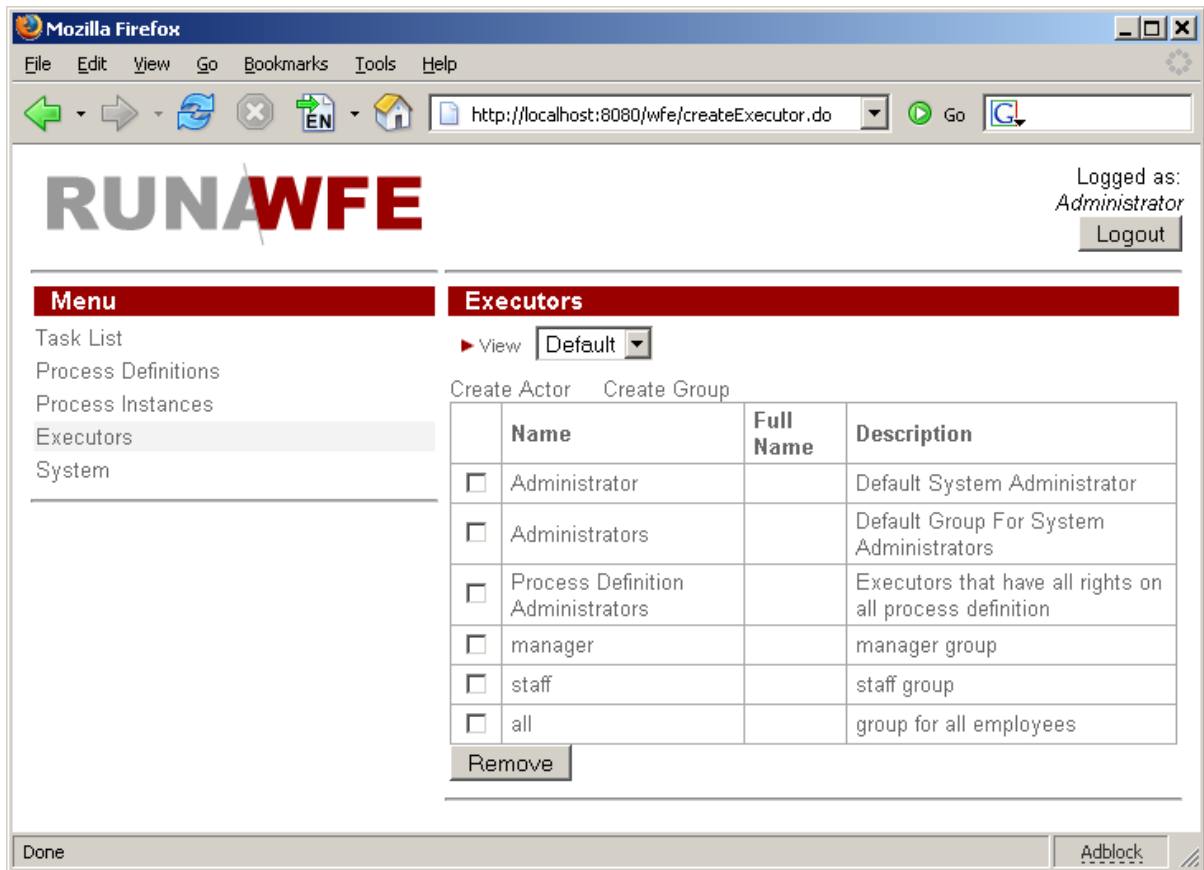 Mozilla Firefox
File Edit View Go Bookmarks Tools Help
EN http://localhost:8080/wfe/createExecutor.do Go G
RUNAWFE
Logged as:
Administrator
Logout
Menu
Task List
Process Definitions
Process Instances
Executors
System
Executors
View Default
Create Actor Create Group
Name Full Name Description
Administrator Default System Administrator
Administrators Default Group For System Administrators
Process Definition Administrators Executors that have all rights on all process definition
manager manager group
staff staff group
all group for all employees
Remove
Done Adblock